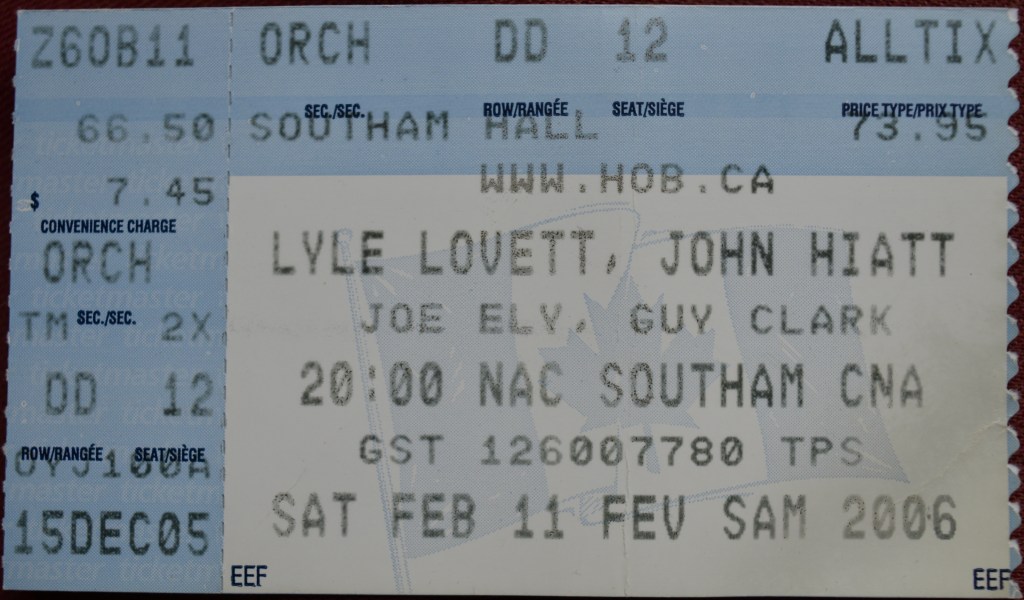 Z60B11 ORCH DD 12 ALLTIX
SEC./SEC. ROW/RANGÉE SEAT/SIÈGE PRICE TYPE/PRIX TYPE
66.50 SOUTHAM HALL 73.95
$ 7.45 WWW.HOB.CA
CONVENIENCE CHARGE
ORCH LYLE LOVETT, JOHN HIATT
TM SEC./SEC. 2X JOE ELY, GUY CLARK
DD 12 20:00 NAC SOUTHAM CNA
ROW/RANGÉE SEAT/SIÈGE
OYJ100A GST 126007780 TPS
15DEC05 SAT FEB 11 FEV SAM 2006
EEF EEF
ticketmaster